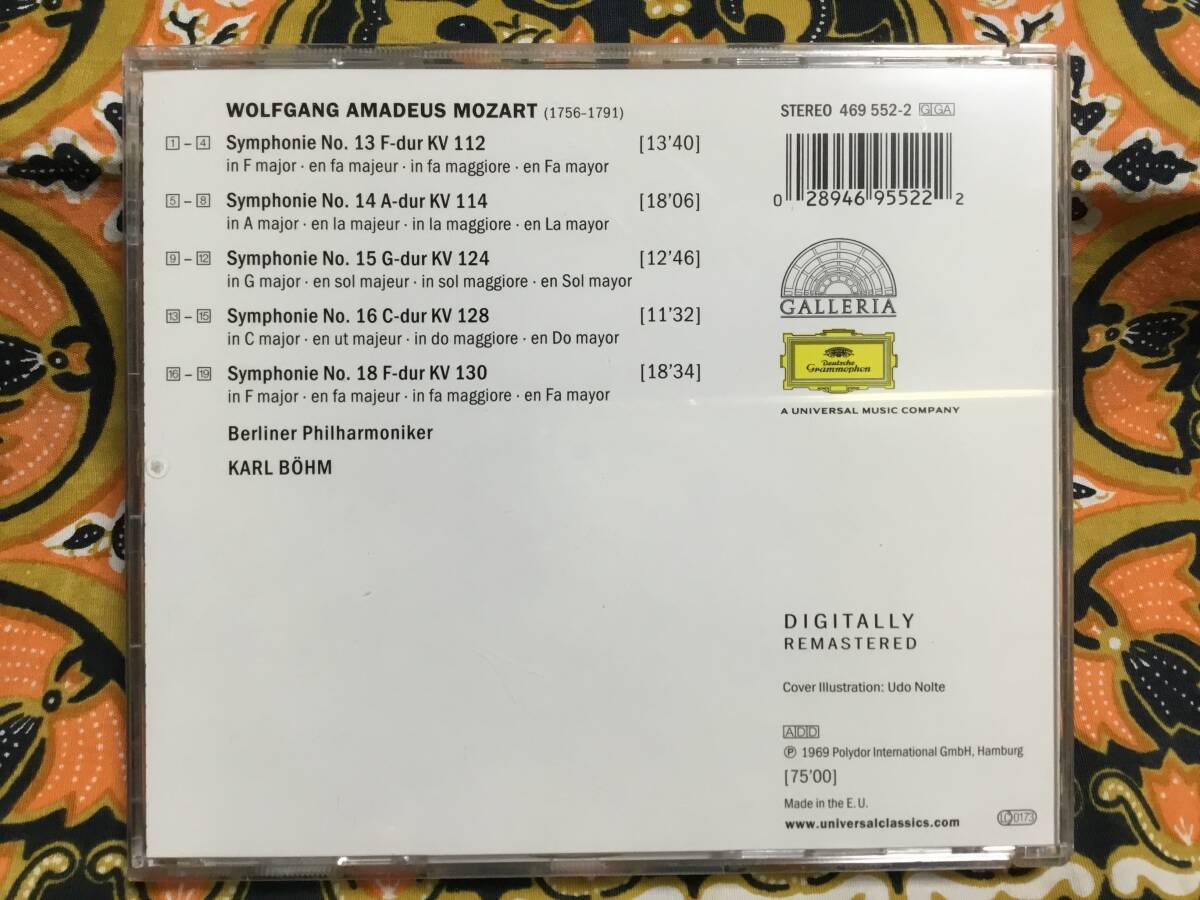 WOLFGANG AMADEUS MOZART (1756–1791)
1 – 4 Symphonie No. 13 F-dur KV 112 [13'40]
in F major · en fa majeur · in fa maggiore · en Fa mayor
5 – 8 Symphonie No. 14 A-dur KV 114 [18'06]
in A major · en la majeur · in la maggiore · en La mayor
9 – 12 Symphonie No. 15 G-dur KV 124 [12'46]
in G major · en sol majeur · in sol maggiore · en Sol mayor
13 – 15 Symphonie No. 16 C-dur KV 128 [11'32]
in C major · en ut majeur · in do maggiore · en Do mayor
16 – 19 Symphonie No. 18 F-dur KV 130 [18'34]
in F major · en fa majeur · in fa maggiore · en Fa mayor
Berliner Philharmoniker
KARL BÖHM
STEREO 469 552-2 G GA
0 28946 95522 2
GALLERIA
Deutsche
Grammophon
A UNIVERSAL MUSIC COMPANY
DIGITALLY
REMASTERED
Cover Illustration: Udo Nolte
ADD
℗ 1969 Polydor International GmbH, Hamburg
[75'00]
Made in the E. U.
www.universalclassics.com
LC 0173